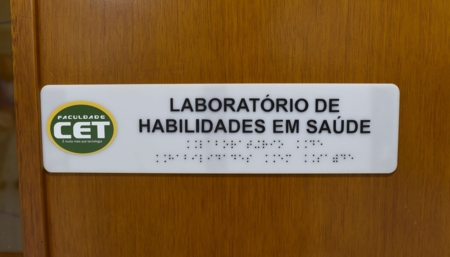 FACULDADE
CET
LABORATÓRIO DE
HABILIDADES EM SAÚDE